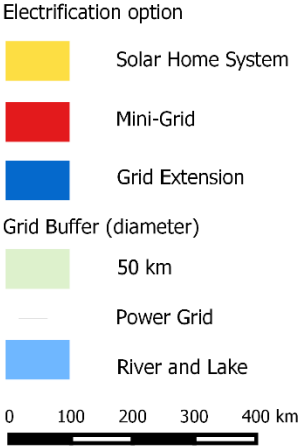 Electrification option
Solar Home System
Mini-Grid
Grid Extension
Grid Buffer (diameter)
50 km
Power Grid
River and Lake
0 100 200 300 400 km